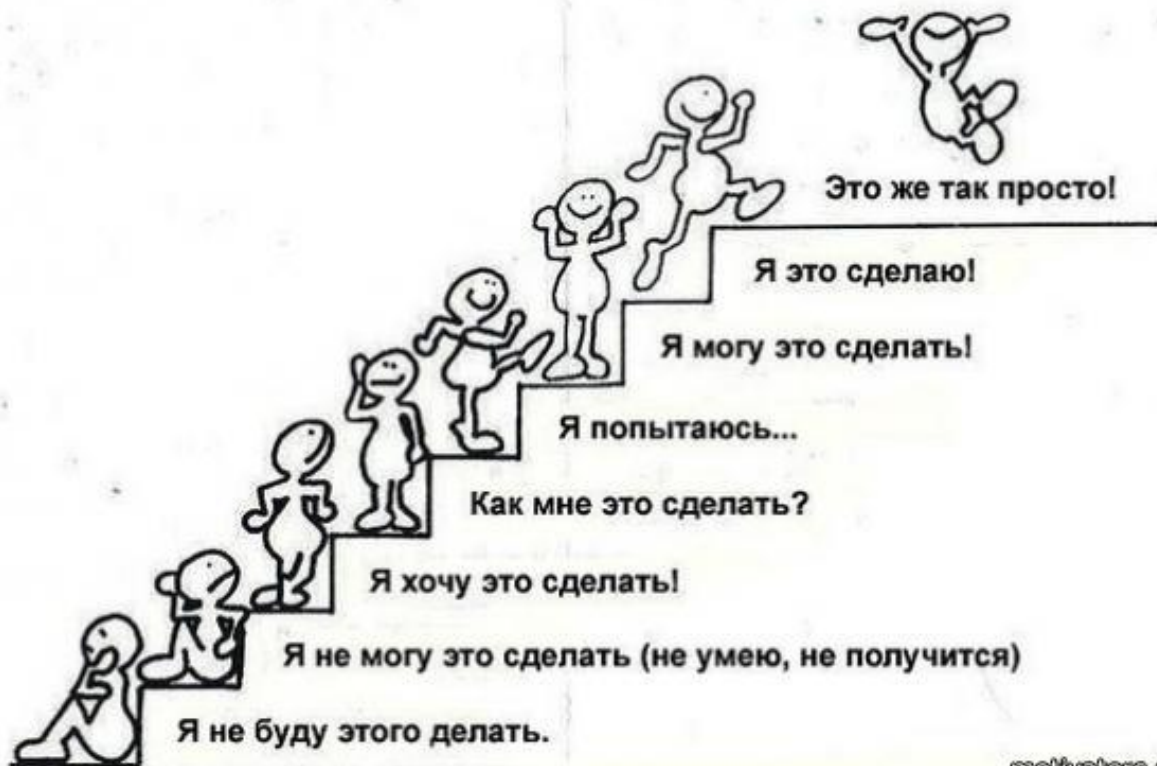 Это же так просто!
Я это сделаю!
Я могу это сделать!
Я попытаюсь...
Как мне это сделать?
Я хочу это сделать!
Я не могу это сделать (не умею, не получится)
Я не буду этого делать.